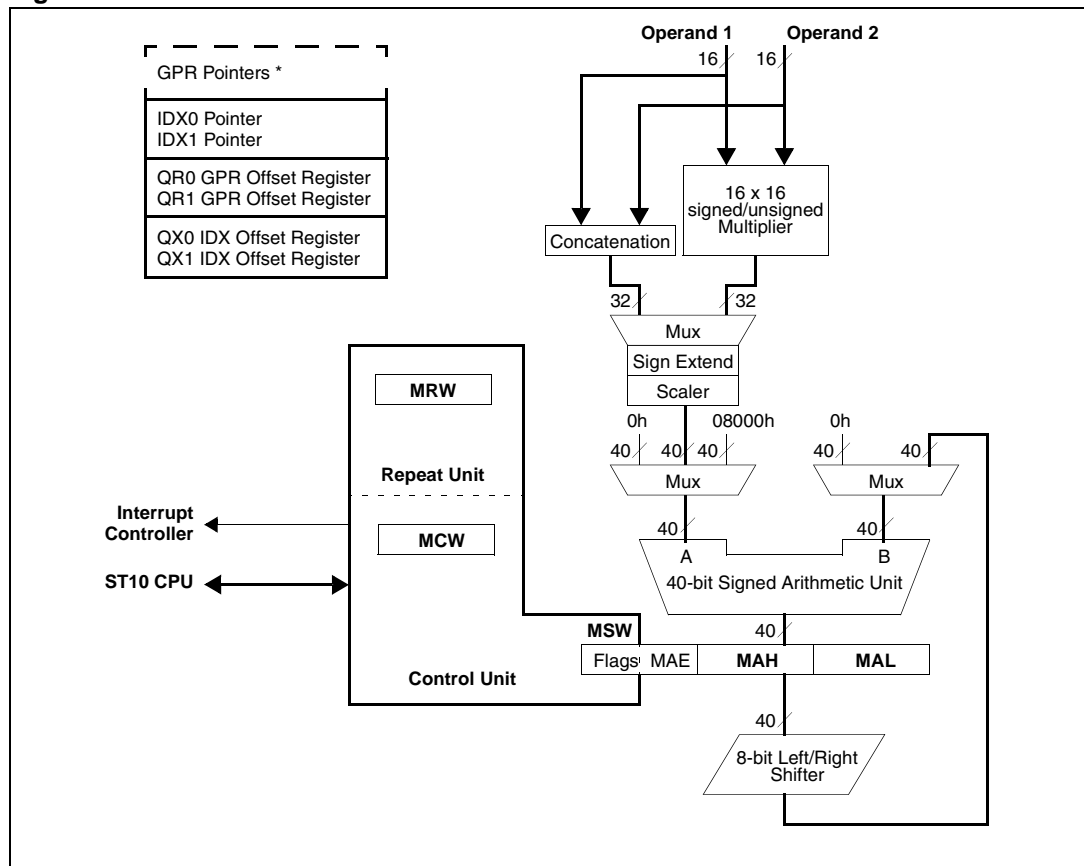 Operand 1 Operand 2
16 16
GPR Pointers *
IDX0 Pointer
IDX1 Pointer
QR0 GPR Offset Register
QR1 GPR Offset Register
QX0 IDX Offset Register
QX1 IDX Offset Register
16 x 16
signed/unsigned
Multiplier
Concatenation
32 32
Mux
Sign Extend
Scaler
MRW
0h 08000h 0h
40 40 40 40 40
Mux Mux
Repeat Unit
Interrupt
Controller
MCW
40 40
A B
40-bit Signed Arithmetic Unit
ST10 CPU
MSW
40
Flags MAE MAH MAL
Control Unit
40
8-bit Left/Right
Shifter